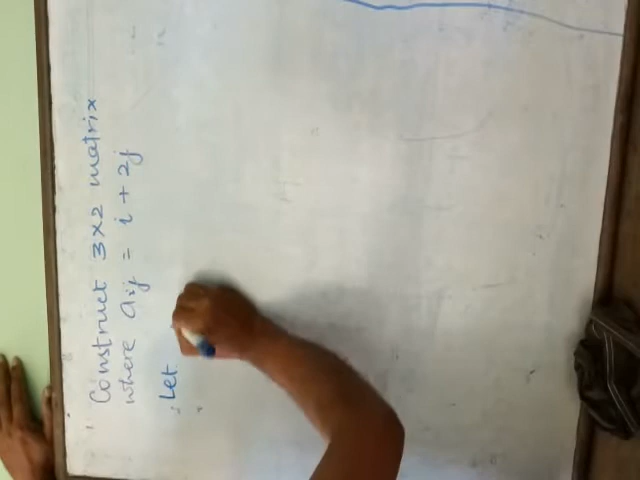 Construct 3×2 matrix
where aij = i + 2j
Let